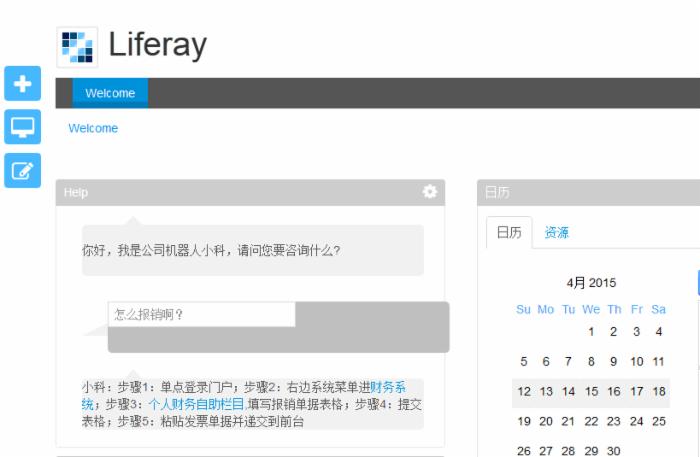 Liferay
Welcome
Welcome
Help
你好，我是公司机器人小科，请问您要咨询什么?
怎么报销啊？
小科：步骤1：单点登录门户；步骤2：右边系统菜单进财务系
统；步骤3：个人财务自助栏目,填写报销单据表格；步骤4：提交
表格；步骤5：粘贴发票单据并递交到前台
日历
日历 资源
4月 2015
Su Mo Tu We Th Fr Sa
1 2 3 4
5 6 7 8 9 10 11
12 13 14 15 16 17 18
19 20 21 22 23 24 25
26 27 28 29 30